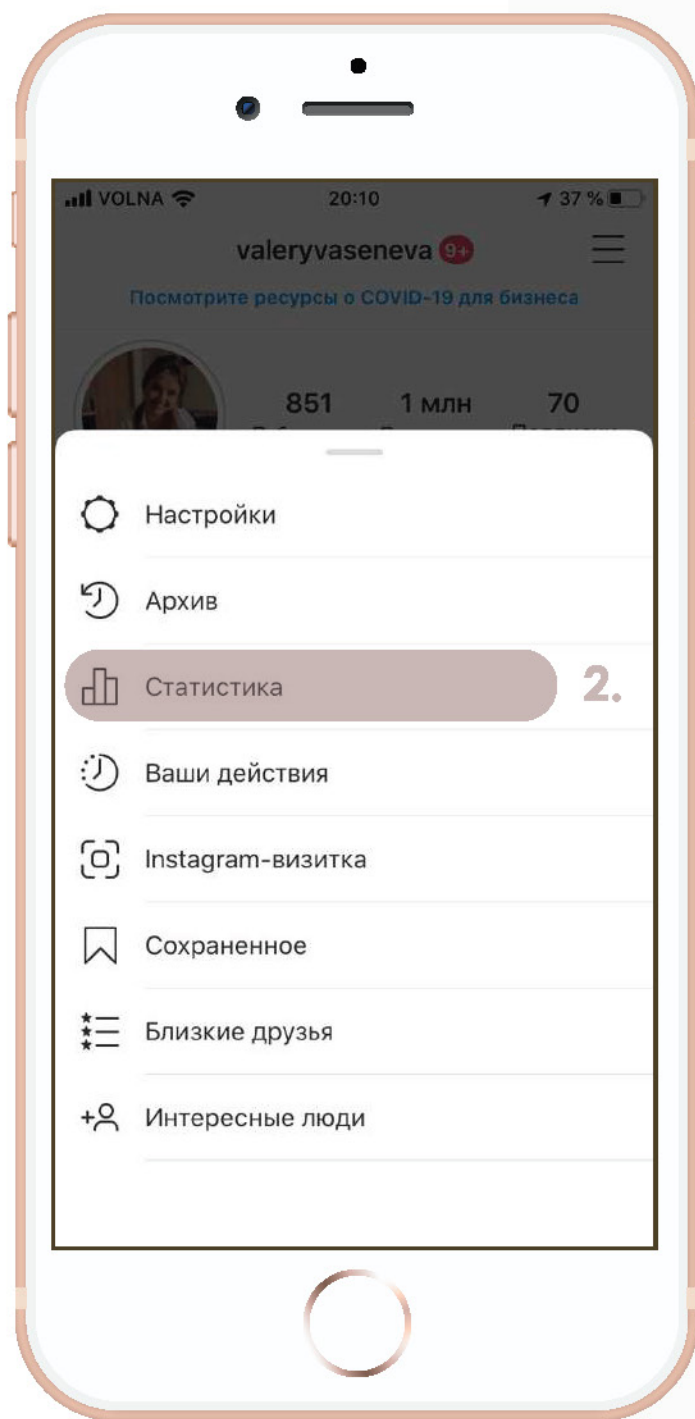 VOLNA 20:10 37 %
valeryvaseneva 9+
Посмотрите ресурсы о COVID-19 для бизнеса
851 1 млн 70
Настройки
Архив
Статистика 2.
Ваши действия
Instagram-визитка
Сохраненное
Близкие друзья
Интересные люди